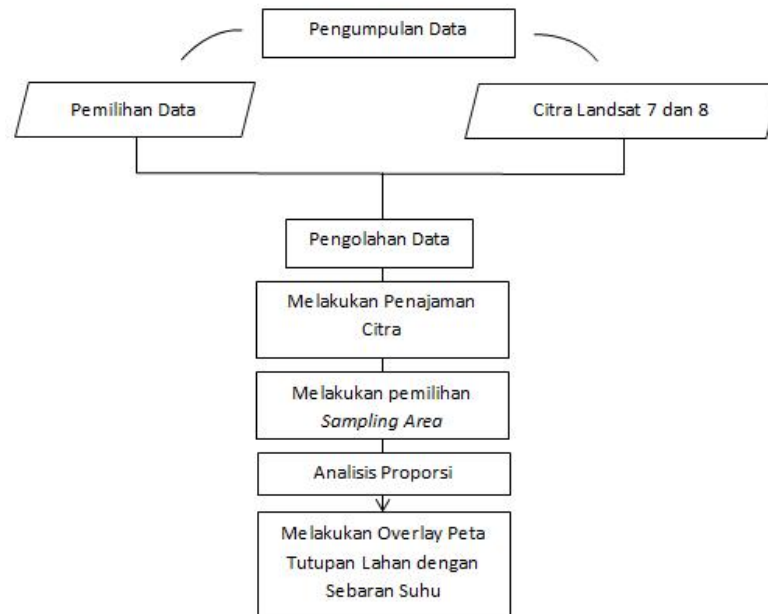 Pengumpulan Data
Pemilihan Data
Citra Landsat 7 dan 8
Pengolahan Data
Melakukan Penajaman
Citra
Melakukan pemilihan
Sampling Area
Analisis Proporsi
Melakukan Overlay Peta
Tutupan Lahan dengan
Sebaran Suhu